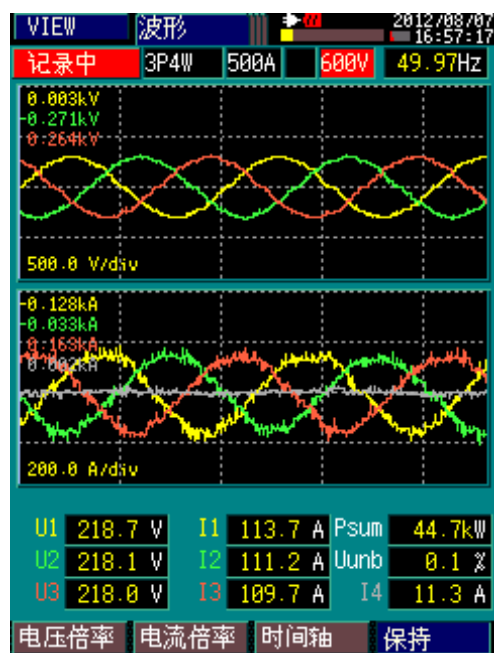 VIEW 波形 2012/08/07
16:57:17
记录中 3P4W 500A 600V 49.97Hz
0.003kV
-0.271kV
0.264kV
500.0 V/div
-0.128kA
-0.033kA
0.002kA
200.0 A/div
U1 218.7 V I1 113.7 A Psum 44.7kW
U2 218.1 V I2 111.2 A Uunb 0.1 %
U3 218.0 V I3 109.7 A I4 11.3 A
电压倍率 电流倍率 时间轴 保持